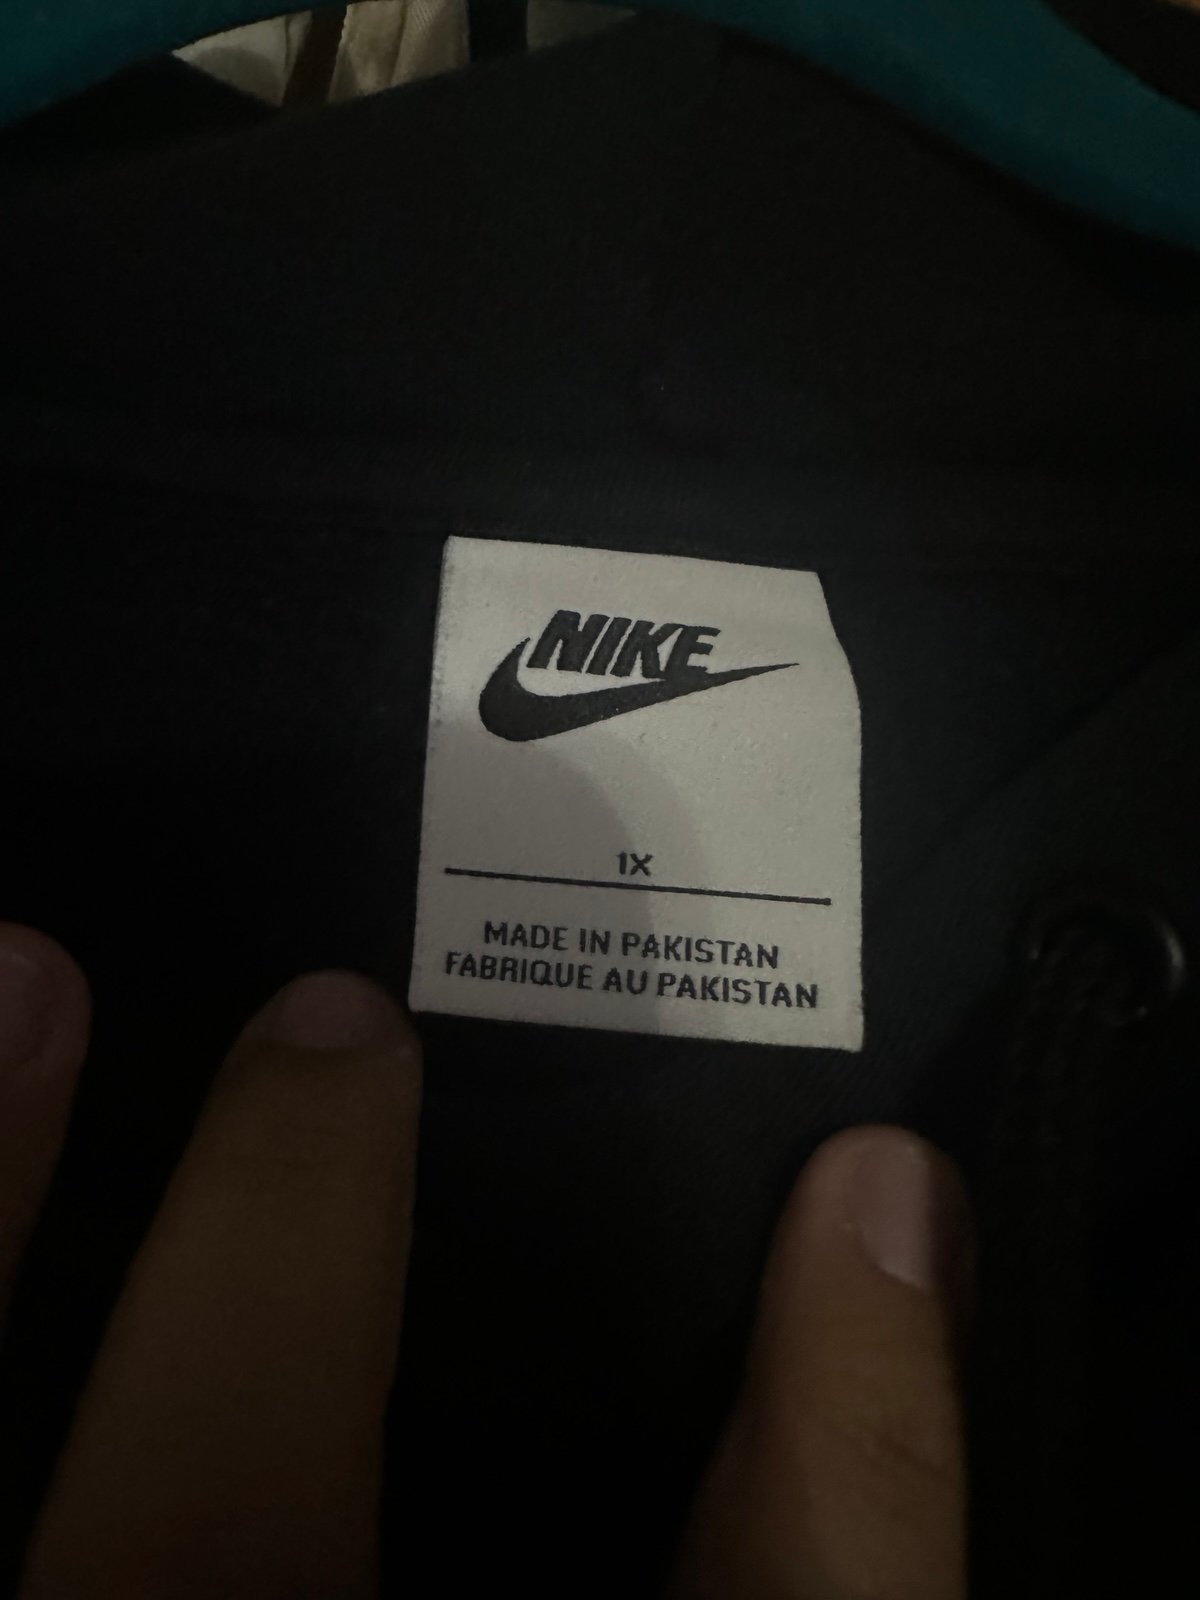 NIKE
1X
MADE IN PAKISTAN
FABRIQUE AU PAKISTAN